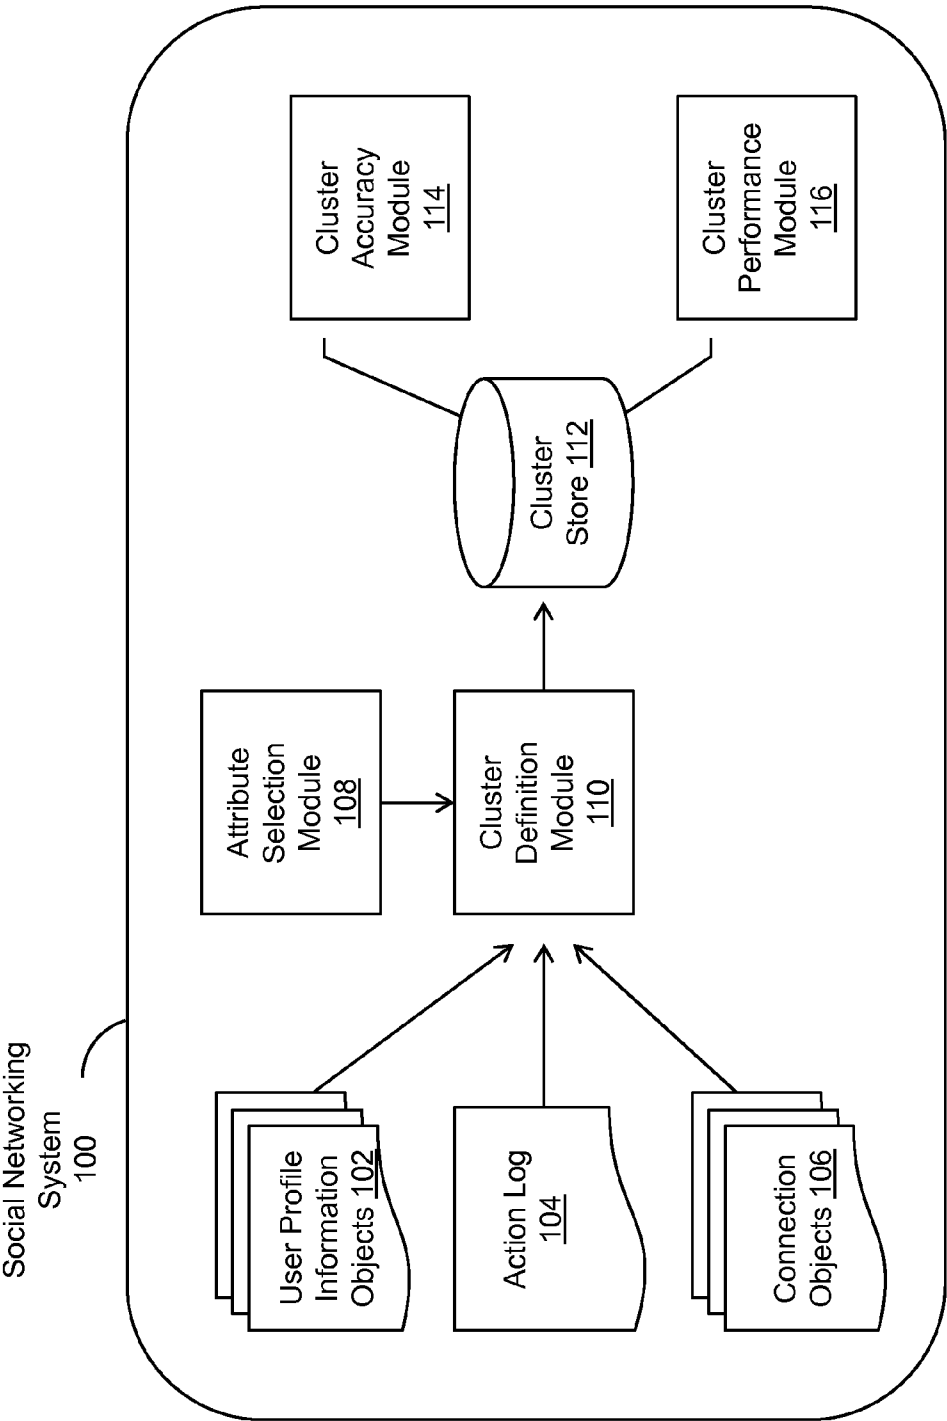 Social Networking
System
100
User Profile
Information
Objects 102
Action Log
104
Connection
Objects 106
Attribute
Selection
Module
108
Cluster
Definition
Module
110
Cluster
Store 112
Cluster
Accuracy
Module
114
Cluster
Performance
Module
116